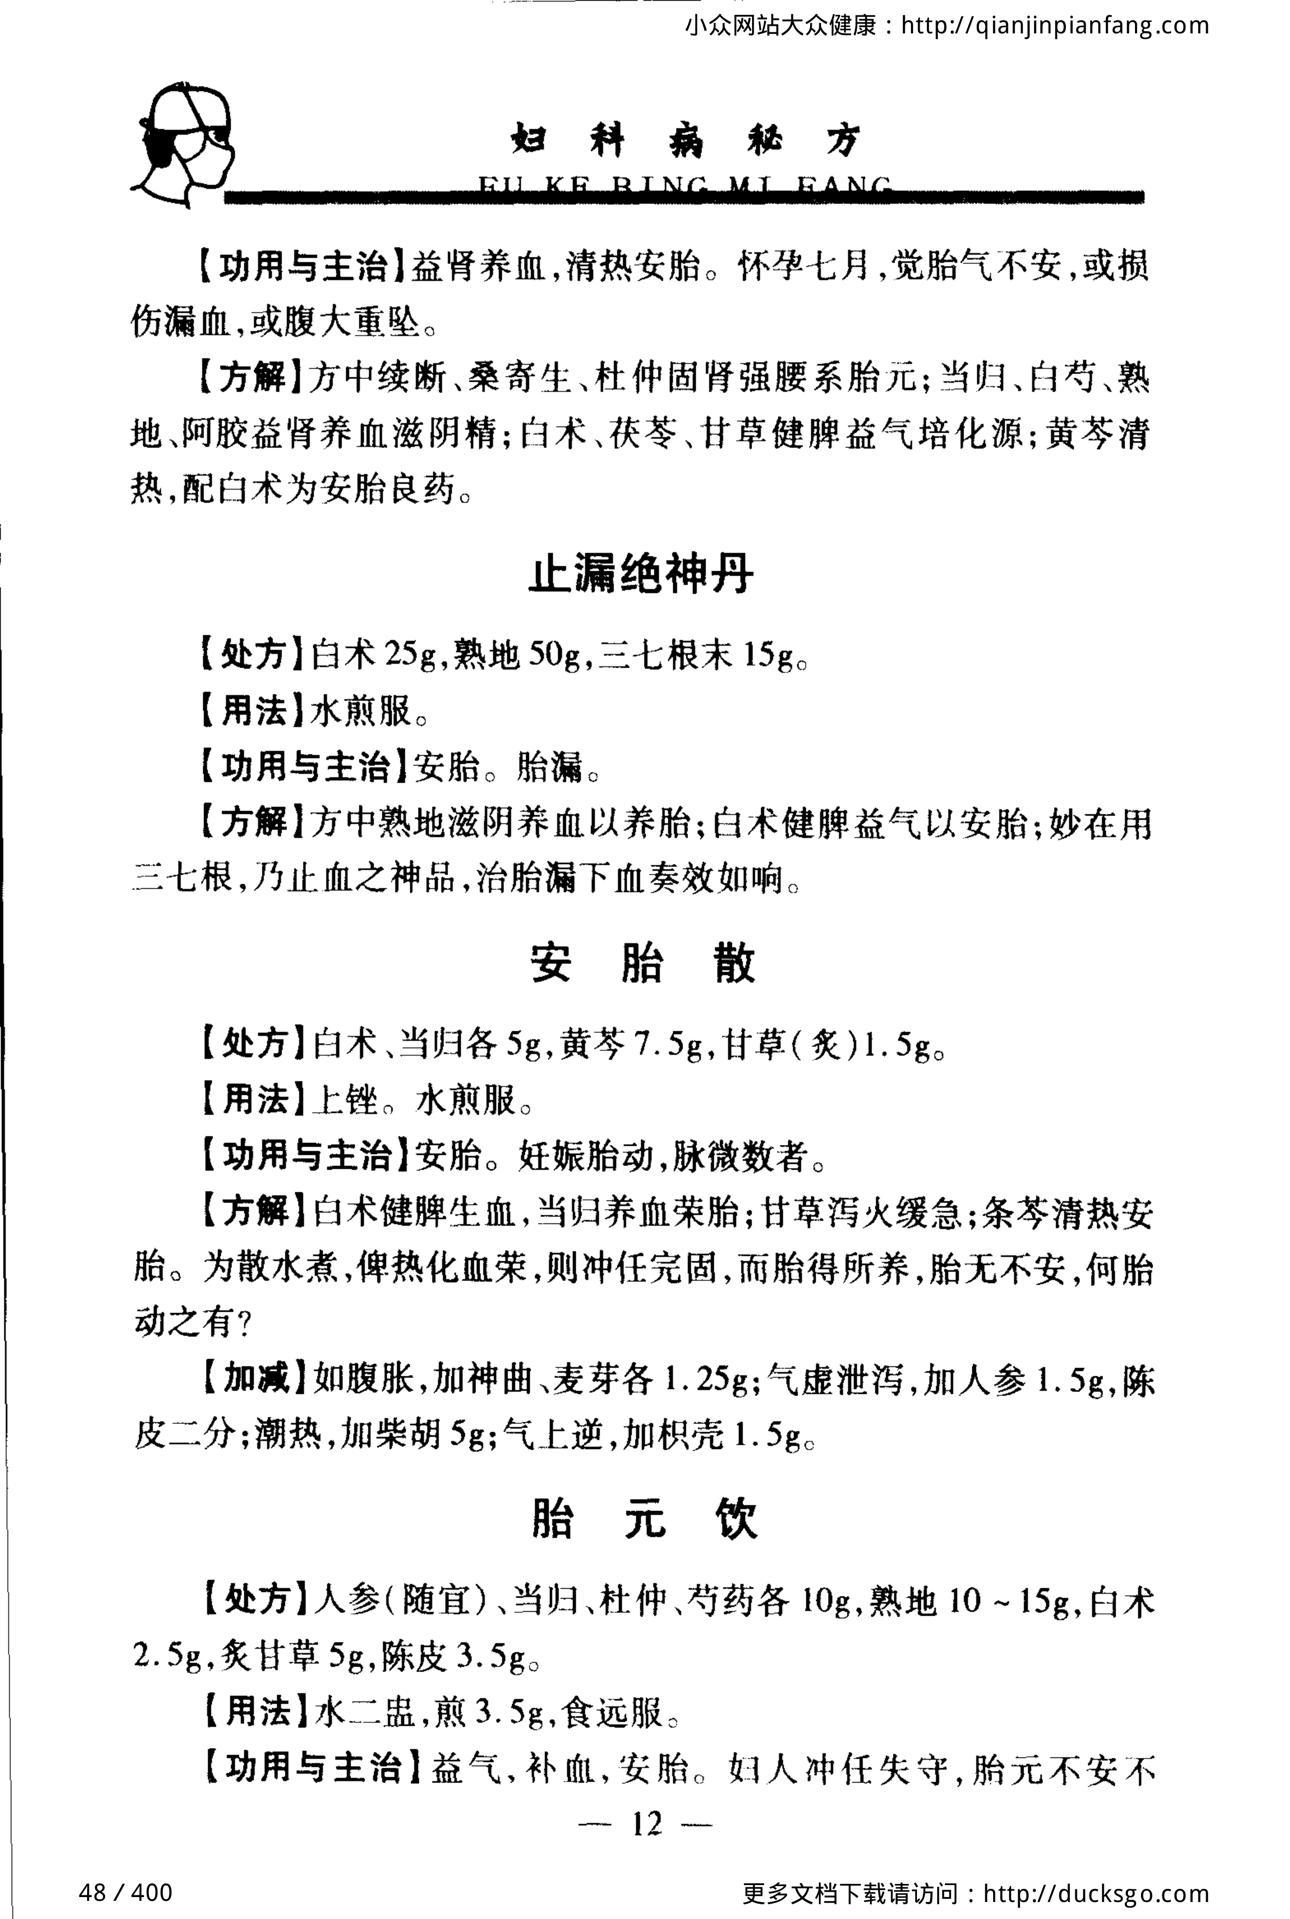 小众网站大众健康：http://qianjinpianfang.com
妇科病秘方
FU KE BING MI FANG
【功用与主治】益肾养血,清热安胎。怀孕七月,觉胎气不安,或损
伤漏血,或腹大重坠。
【方解】方中续断、桑寄生、杜仲固肾强腰系胎元;当归、白芍、熟
地、阿胶益肾养血滋阴精;白术、茯苓、甘草健脾益气培化源;黄芩清
热,配白术为安胎良药。
止漏绝神丹
【处方】白术 25g,熟地 50g,三七根末 15g。
【用法】水煎服。
【功用与主治】安胎。胎漏。
【方解】方中熟地滋阴养血以养胎;白术健脾益气以安胎;妙在用
三七根,乃止血之神品,治胎漏下血奏效如响。
安胎散
【处方】白术、当归各 5g,黄芩 7.5g,甘草(炙)1.5g。
【用法】上锉。水煎服。
【功用与主治】安胎。妊娠胎动,脉微数者。
【方解】白术健脾生血,当归养血荣胎;甘草泻火缓急;条芩清热安
胎。为散水煮,俾热化血荣,则冲任完固,而胎得所养,胎无不安,何胎
动之有?
【加减】如腹胀,加神曲、麦芽各 1.25g;气虚泄泻,加人参 1.5g,陈
皮二分;潮热,加柴胡 5g;气上逆,加枳壳 1.5g。
胎元饮
【处方】人参(随宜)、当归、杜仲、芍药各 10g,熟地 10 ~ 15g,白术
2.5g,炙甘草 5g,陈皮 3.5g。
【用法】水二盅,煎 3.5g,食远服。
【功用与主治】益气,补血,安胎。妇人冲任失守,胎元不安不
— 12 —
48 / 400
更多文档下载请访问：http://ducksgo.com